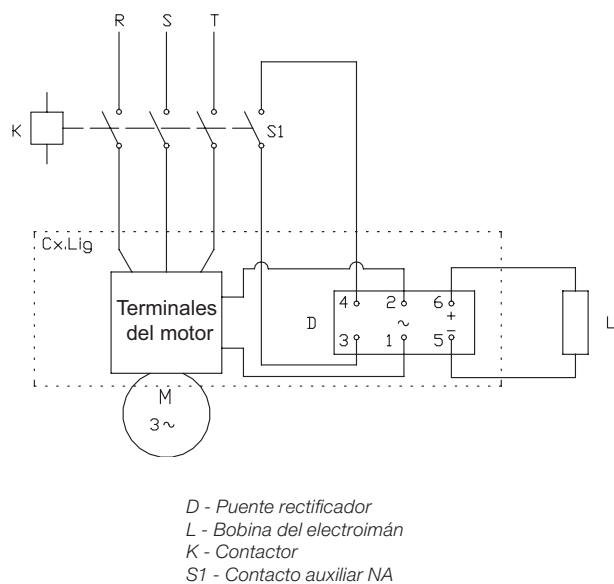 R S T
K
S1
Cx.Lig
Terminales
del motor
4 2 6
D ~ +
3 1 5 −
L
M
3~
D - Puente rectificador
L - Bobina del electroimán
K - Contactor
S1 - Contacto auxiliar NA